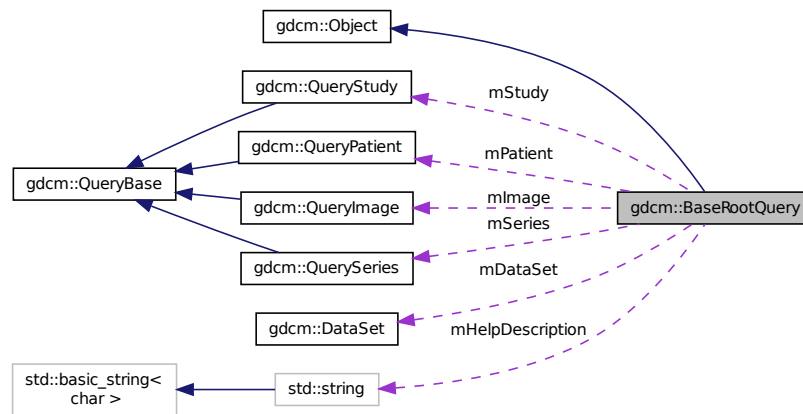 gdcm::Object
gdcm::QueryStudy
mStudy
gdcm::QueryPatient
mPatient
gdcm::QueryBase
gdcm::QueryImage
mImage
gdcm::BaseRootQuery
mSeries
gdcm::QuerySeries
mDataSet
gdcm::DataSet
mHelpDescription
std::basic_string<
char >
std::string